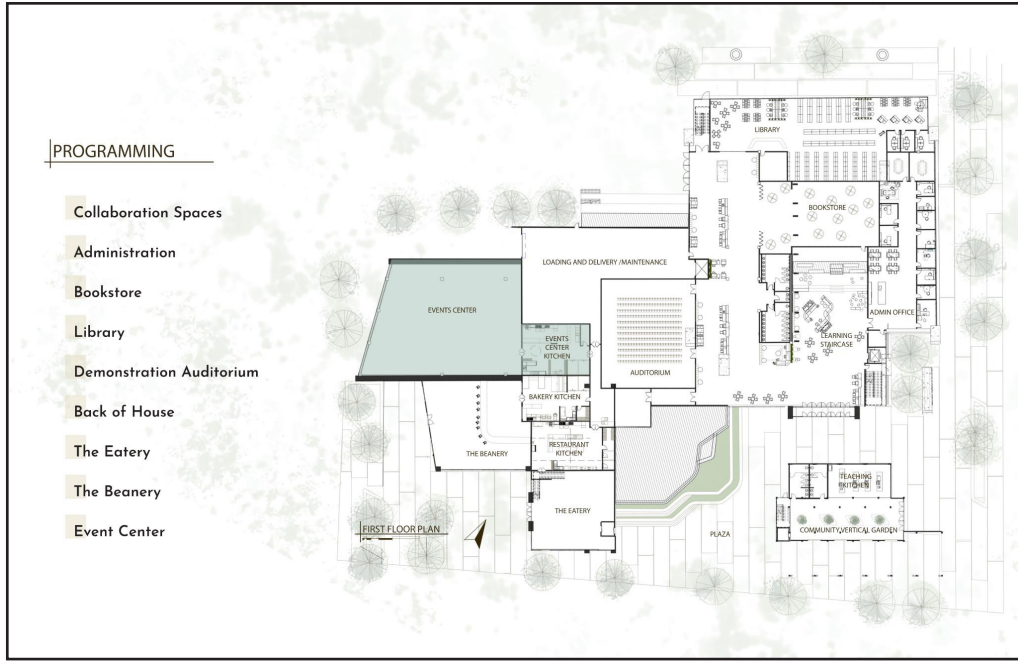 PROGRAMMING
Collaboration Spaces
Administration
Bookstore
Library
Demonstration Auditorium
Back of House
The Eatery
The Beanery
Event Center
LIBRARY
BOOKSTORE
LOADING AND DELIVERY /MAINTENANCE
EVENTS CENTER
EVENTS
CENTER
KITCHEN
ADMIN OFFICE
LEARNING
STAIRCASE
AUDITORIUM
BAKERY KITCHEN
THE BEANERY
RESTAURANT
KITCHEN
THE EATERY
FIRST FLOOR PLAN
PLAZA
TEACHING
KITCHEN
COMMUNITY VERTICAL GARDEN